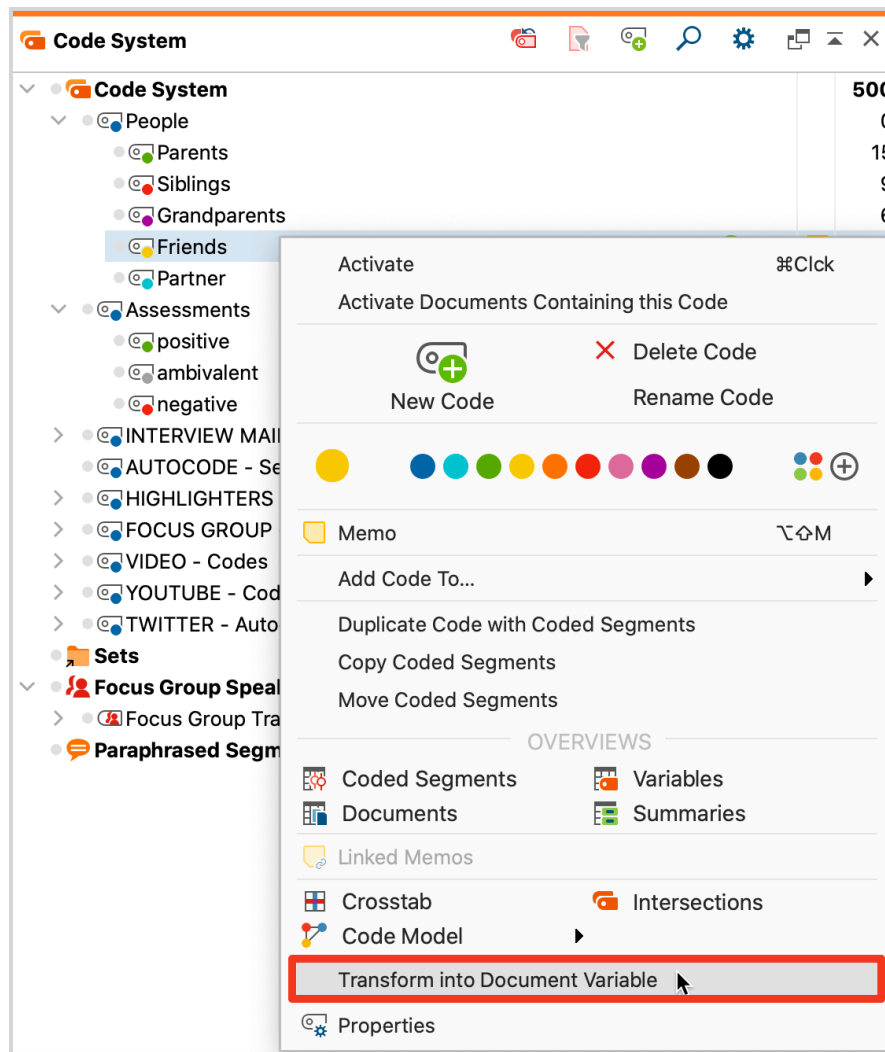 Code System
Code System 500
People 0
Parents 15
Siblings 9
Grandparents 6
Friends
Partner
Assessments
positive
ambivalent
negative
INTERVIEW MAI
AUTOCODE - Se
HIGHLIGHTERS
FOCUS GROUP
VIDEO - Codes
YOUTUBE - Cod
TWITTER - Auto
Sets
Focus Group Speal
Focus Group Tra
Paraphrased Segm
Activate ⌘Clck
Activate Documents Containing this Code
New Code
Delete Code
Rename Code
Memo ⌥⇧M
Add Code To...
Duplicate Code with Coded Segments
Copy Coded Segments
Move Coded Segments
OVERVIEWS
Coded Segments Variables
Documents Summaries
Linked Memos
Crosstab Intersections
Code Model
Transform into Document Variable
Properties